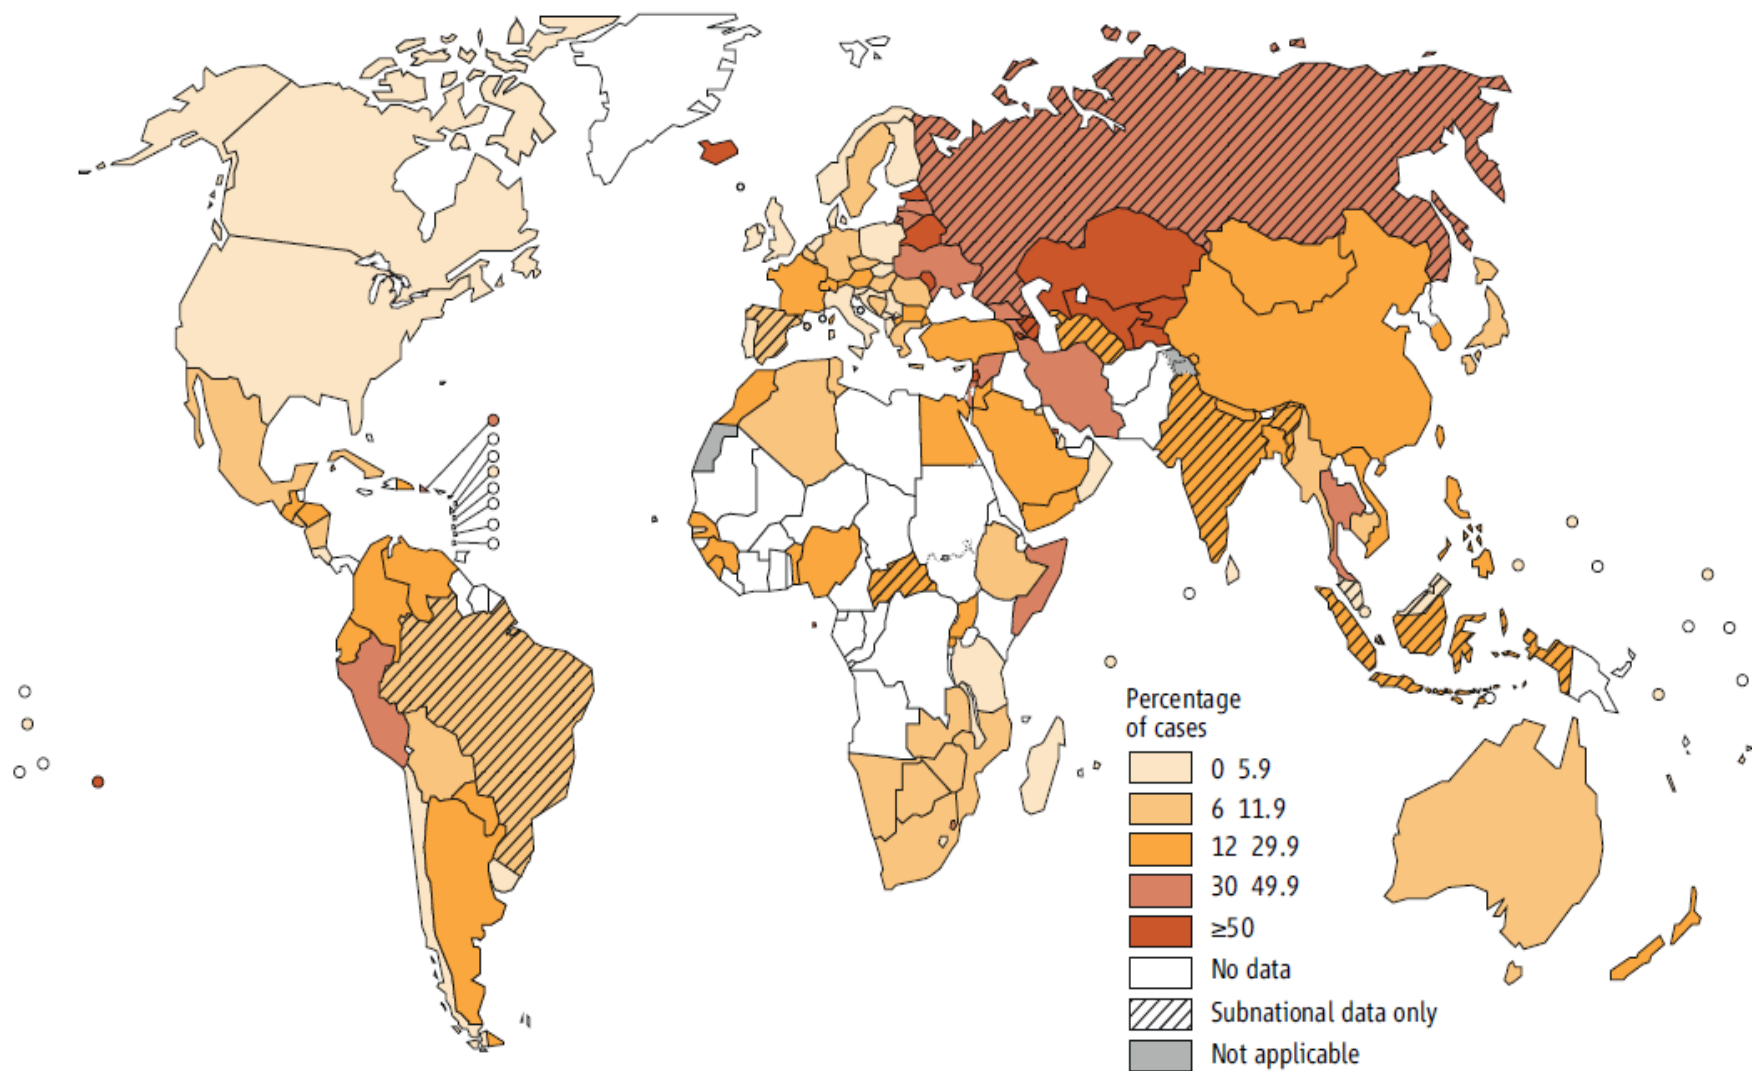 Percentage
of cases
0 5.9
6 11.9
12 29.9
30 49.9
≥50
No data
Subnational data only
Not applicable